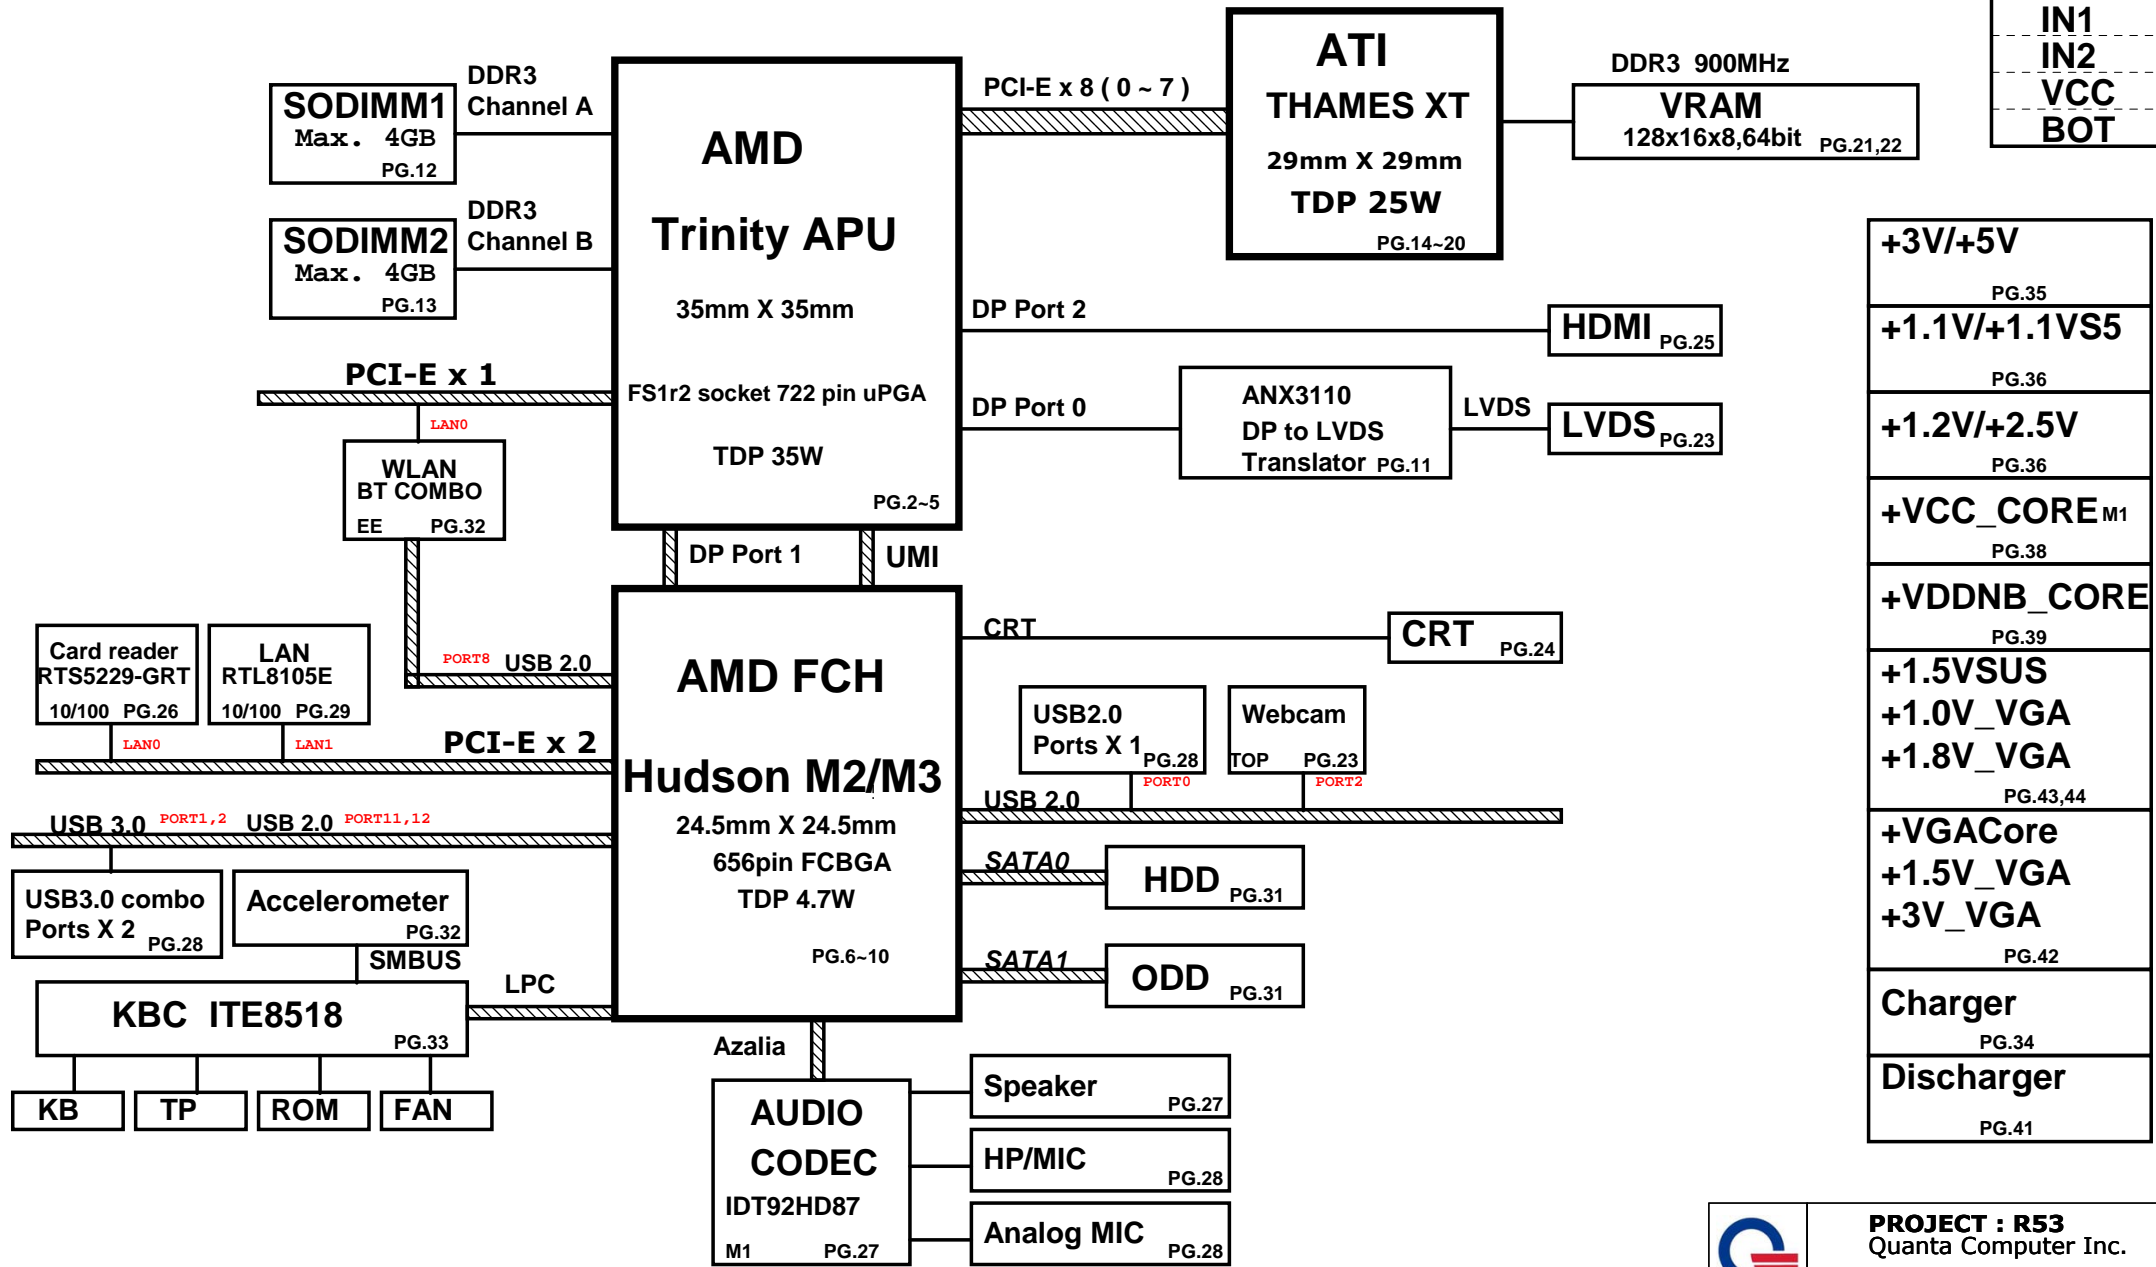 IN1
IN2
VCC
BOT
SODIMM1
Max. 4GB
PG.12
DDR3
Channel A
SODIMM2
Max. 4GB
PG.13
DDR3
Channel B
AMD
Trinity APU
35mm X 35mm
FS1r2 socket 722 pin uPGA
TDP 35W
PG.2~5
PCI-E x 8 ( 0 ~ 7 )
ATI
THAMES XT
29mm X 29mm
TDP 25W
PG.14~20
DDR3 900MHz
VRAM
128x16x8,64bit PG.21,22
DP Port 2
HDMI PG.25
DP Port 0
ANX3110
DP to LVDS
Translator PG.11
LVDS
LVDS PG.23
PCI-E x 1
LAN0
WLAN
BT COMBO
EE PG.32
DP Port 1
UMI
PORT8 USB 2.0
Card reader
RTS5229-GRT
10/100 PG.26
LAN
RTL8105E
10/100 PG.29
LAN0
LAN1
PCI-E x 2
AMD FCH
Hudson M2/M3
24.5mm X 24.5mm
656pin FCBGA
TDP 4.7W
PG.6~10
CRT
CRT PG.24
USB2.0
Ports X 1 PG.28
PORT0
Webcam
TOP PG.23
PORT2
USB 2.0
USB 3.0 PORT1,2 USB 2.0 PORT11,12
USB3.0 combo
Ports X 2 PG.28
Accelerometer
PG.32
SMBUS
SATA0
HDD PG.31
SATA1
ODD PG.31
KBC ITE8518
PG.33
LPC
KB
TP
ROM
FAN
Azalia
AUDIO
CODEC
IDT92HD87
M1 PG.27
Speaker
PG.27
HP/MIC
PG.28
Analog MIC
PG.28
+3V/+5V
PG.35
+1.1V/+1.1VS5
PG.36
+1.2V/+2.5V
PG.36
+VCC_CORE M1
PG.38
+VDDNB_CORE
PG.39
+1.5VSUS
+1.0V_VGA
+1.8V_VGA
PG.43,44
+VGACore
+1.5V_VGA
+3V_VGA
PG.42
Charger
PG.34
Discharger
PG.41
PROJECT : R53
Quanta Computer Inc.